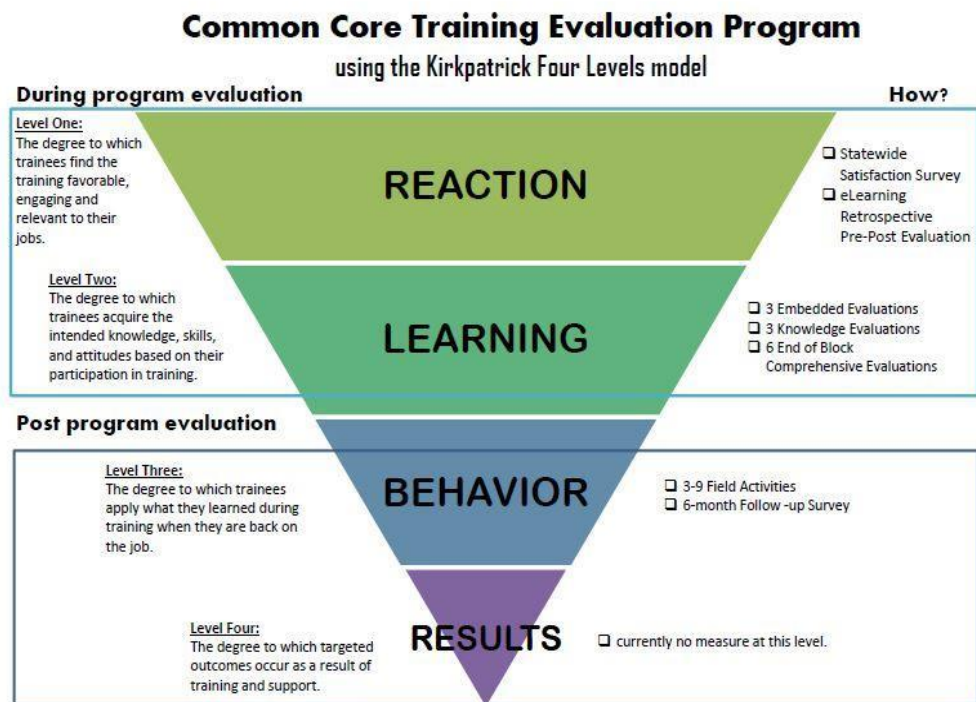 Common Core Training Evaluation Program
using the Kirkpatrick Four Levels model
During program evaluation
How?
Level One:
The degree to which
trainees find the
training favorable,
engaging and
relevant to their
jobs.
REACTION
Statewide
Satisfaction Survey
eLearning
Retrospective
Pre-Post Evaluation
Level Two:
The degree to which
trainees acquire the
intended knowledge, skills,
and attitudes based on their
participation in training.
LEARNING
3 Embedded Evaluations
3 Knowledge Evaluations
6 End of Block
Comprehensive Evaluations
Post program evaluation
Level Three:
The degree to which trainees
apply what they learned during
training when they are back on
the job.
BEHAVIOR
3-9 Field Activities
6-month Follow -up Survey
Level Four:
The degree to which targeted
outcomes occur as a result of
training and support.
RESULTS
currently no measure at this level.